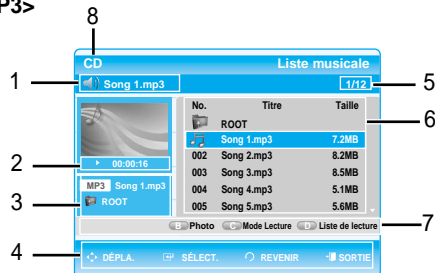 P3>
8
CD Liste musicale
1 Song 1.mp3 1/12 5
No. Titre Taille
ROOT 6
Song 1.mp3 7.2MB
002 Song 2.mp3 8.2MB
2 00:00:16 003 Song 3.mp3 8.5MB
MP3 Song 1.mp3 004 Song 4.mp3 5.1MB
3 ROOT 005 Song 5.mp3 5.6MB
B Photo C Mode Lecture D Liste de lecture 7
4 DÉPLA. SÉLECT. REVENIR SORTIE